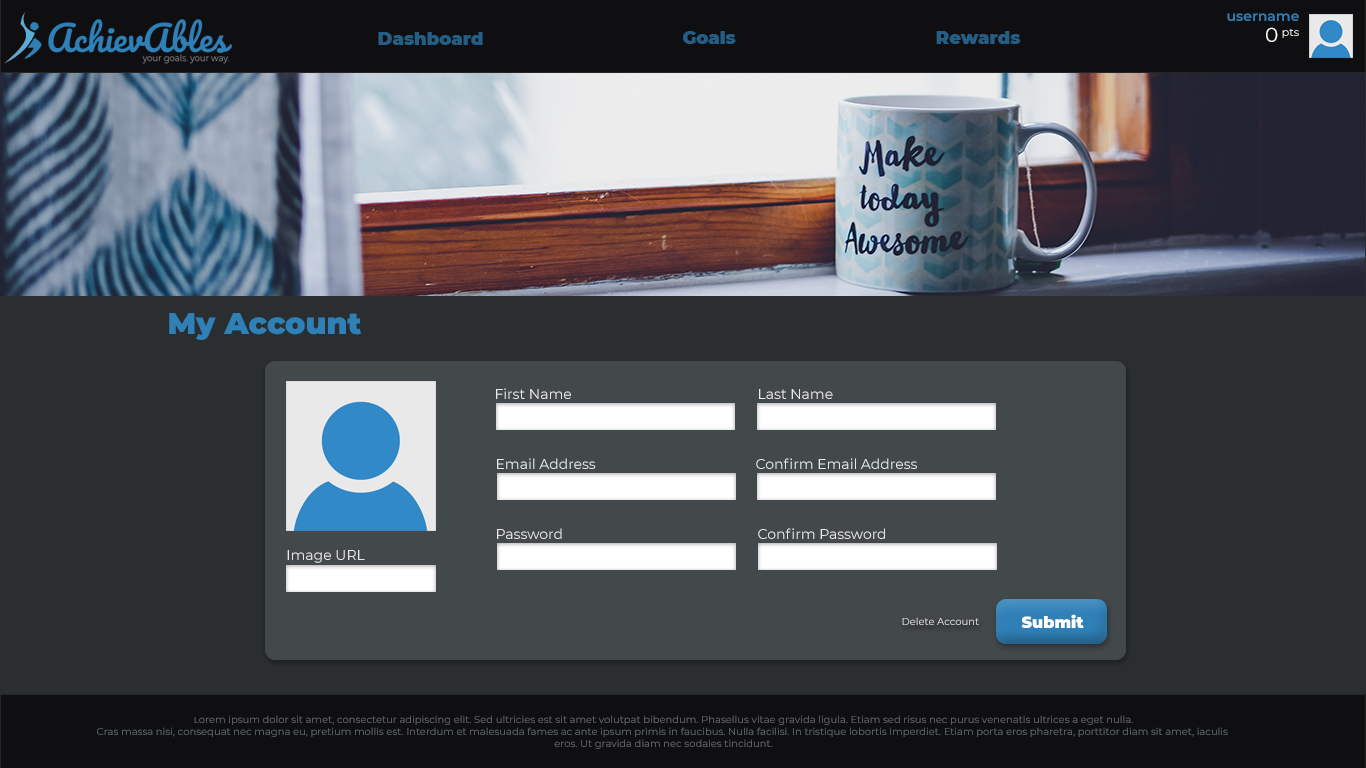 AchievAbles
your goals. your way.
Dashboard
Goals
Rewards
username
0 pts
Make
today
Awesome
My Account
First Name
Last Name
Email Address
Confirm Email Address
Password
Confirm Password
Image URL
Delete Account
Submit
Lorem ipsum dolor sit amet, consectetur adipiscing elit. Sed ultricies est sit amet volutpat bibendum. Phasellus vitae gravida ligula. Etiam sed risus nec purus venenatis ultrices a eget nulla.
Cras massa nisi, consequat nec magna eu, pretium mollis est. Interdum et malesuada fames ac ante ipsum primis in faucibus. Nulla facilisi. In tristique lobortis imperdiet. Etiam porta eros pharetra, porttitor diam sit amet, iaculis
eros. Ut gravida diam nec sodales tincidunt.